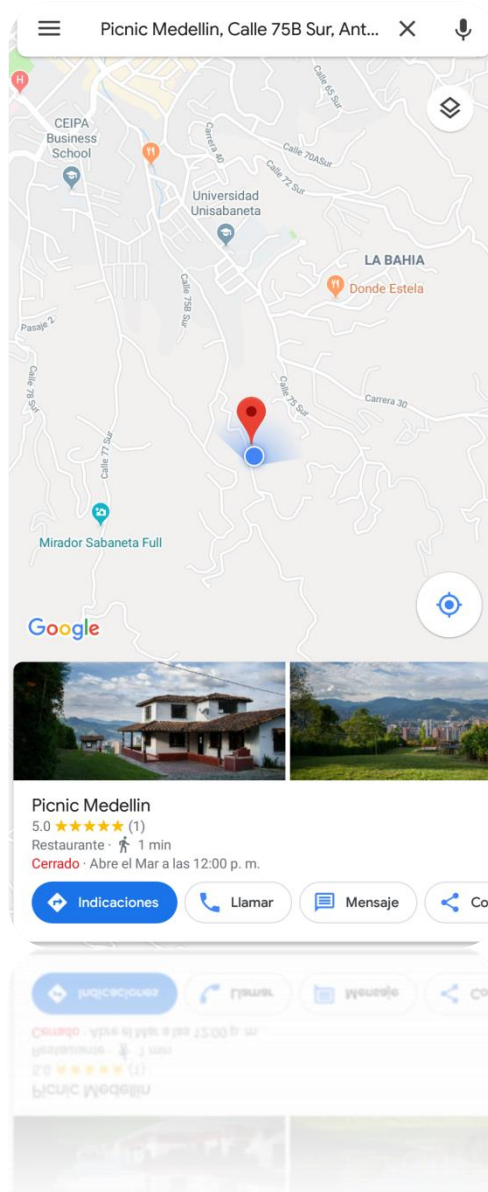 Picnic Medellin, Calle 75B Sur, Ant...
H
Calle 65 Sur
CEIPA
Business
School
Carrera 40
Calle 70ASur
Calle 72 Sur
Universidad
Unisabaneta
LA BAHIA
Donde Estela
Calle 75B Sur
Pasaje 2
Calle 78 Sur
Calle 75 Sur
Carrera 30
Calle 77 Sur
Mirador Sabaneta Full
Google
Picnic Medellin
5.0 ★★★★★ (1)
Restaurante · 1 min
Cerrado · Abre el Mar a las 12:00 p. m.
Indicaciones
Llamar
Mensaje
Co